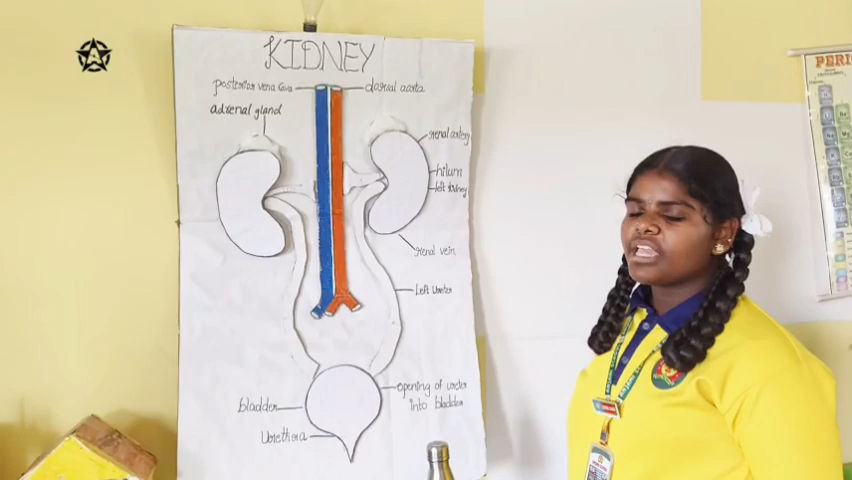 KIDNEY
posterior vena cava
dorsal aorta
adrenal gland
renal artery
hilum
left kidney
renal vein
Left Ureter
opening of ureter
into bladder
bladder
Urethera
PERI